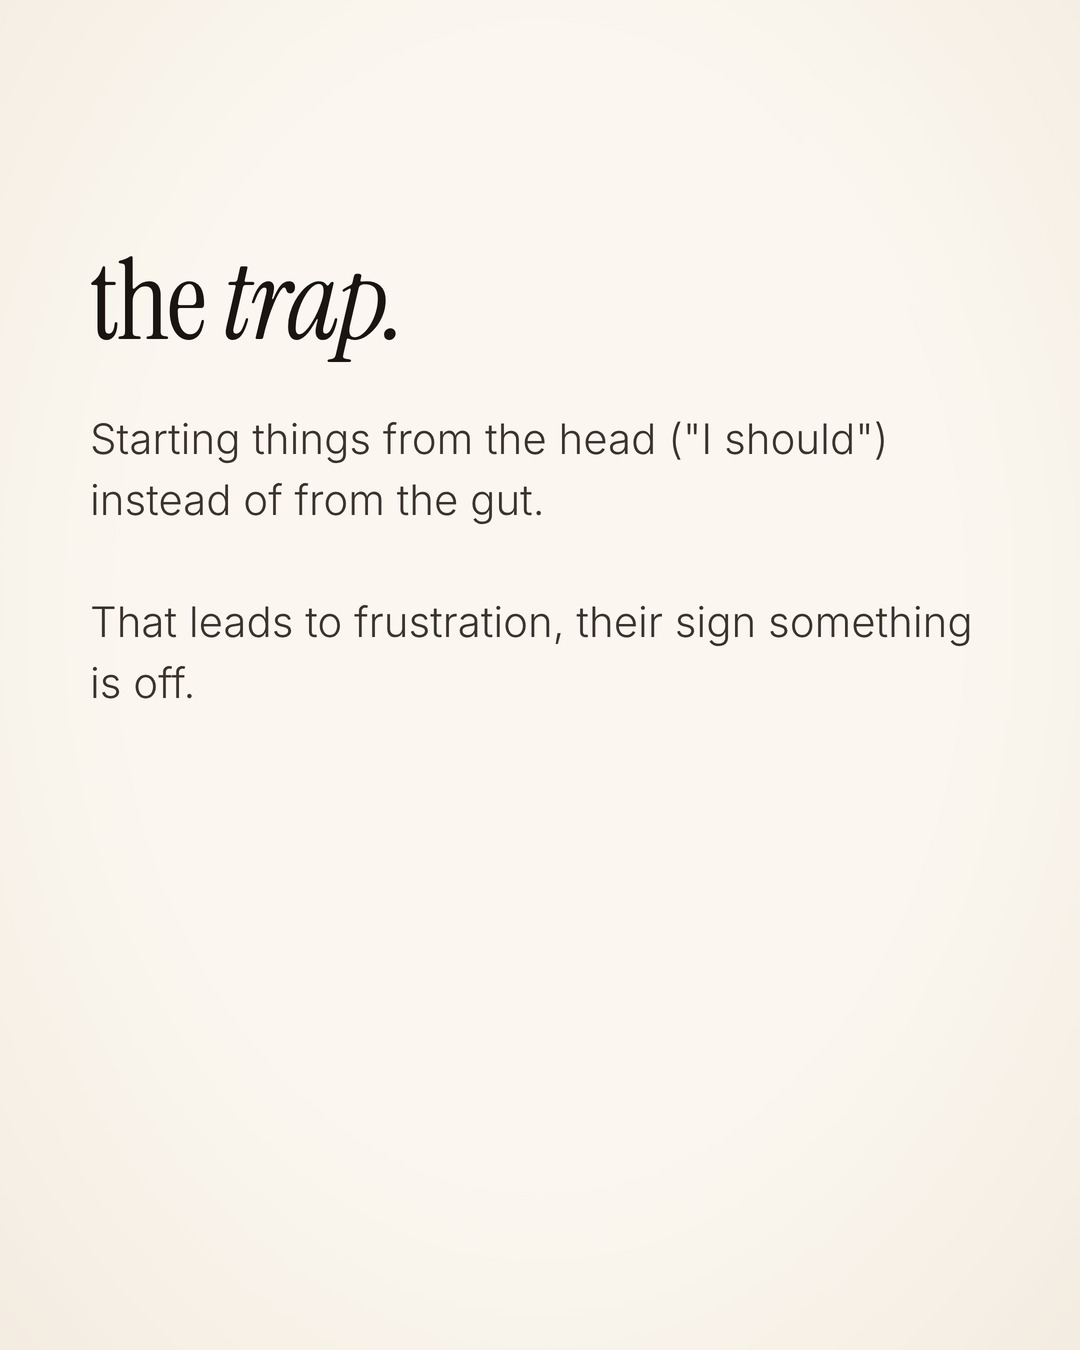 the trap.
Starting things from the head ("I should")
instead of from the gut.
That leads to frustration, their sign something
is off.